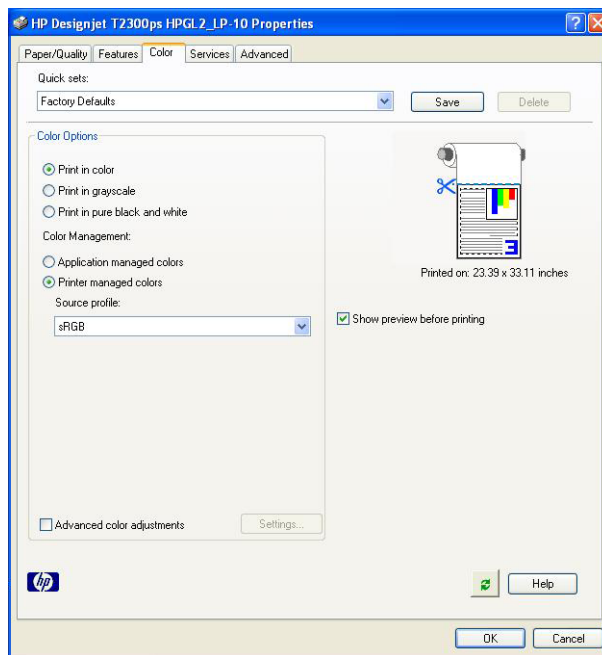 HP Designjet T2300ps HPGL2_LP-10 Properties
Paper/Quality Features Color Services Advanced
Quick sets:
Factory Defaults Save Delete
Color Options
Print in color
Print in grayscale
Print in pure black and white
Color Management:
Application managed colors
Printer managed colors
Source profile:
sRGB
3
Printed on: 23.39 x 33.11 inches
Show preview before printing
Advanced color adjustments Settings...
hp
Help
OK Cancel